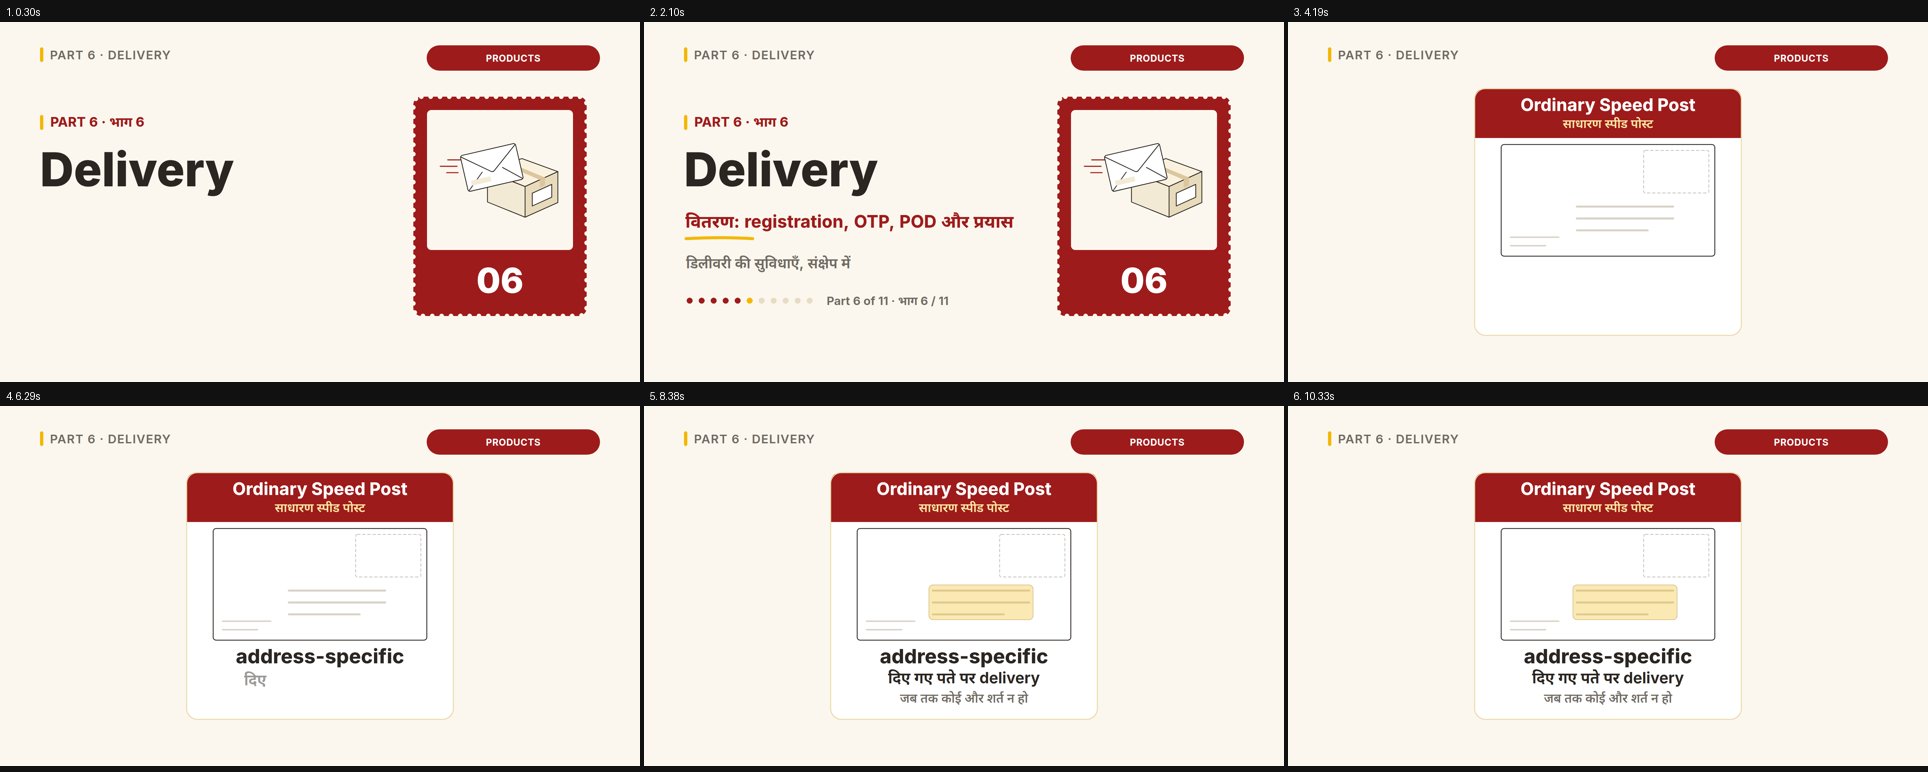 1. 0.30s
PART 6 · DELIVERY
PRODUCTS
PART 6 · भाग 6
Delivery
06
2. 2.10s
PART 6 · DELIVERY
PRODUCTS
PART 6 · भाग 6
Delivery
वितरण: registration, OTP, POD और प्रयास
डिलीवरी की सुविधाएँ, संक्षेप में
Part 6 of 11 · भाग 6 / 11
06
3. 4.19s
PART 6 · DELIVERY
PRODUCTS
Ordinary Speed Post
साधारण स्पीड पोस्ट
4. 6.29s
PART 6 · DELIVERY
PRODUCTS
Ordinary Speed Post
साधारण स्पीड पोस्ट
address-specific
दिए
5. 8.38s
PART 6 · DELIVERY
PRODUCTS
Ordinary Speed Post
साधारण स्पीड पोस्ट
address-specific
दिए गए पते पर delivery
जब तक कोई और शर्त न हो
6. 10.33s
PART 6 · DELIVERY
PRODUCTS
Ordinary Speed Post
साधारण स्पीड पोस्ट
address-specific
दिए गए पते पर delivery
जब तक कोई और शर्त न हो